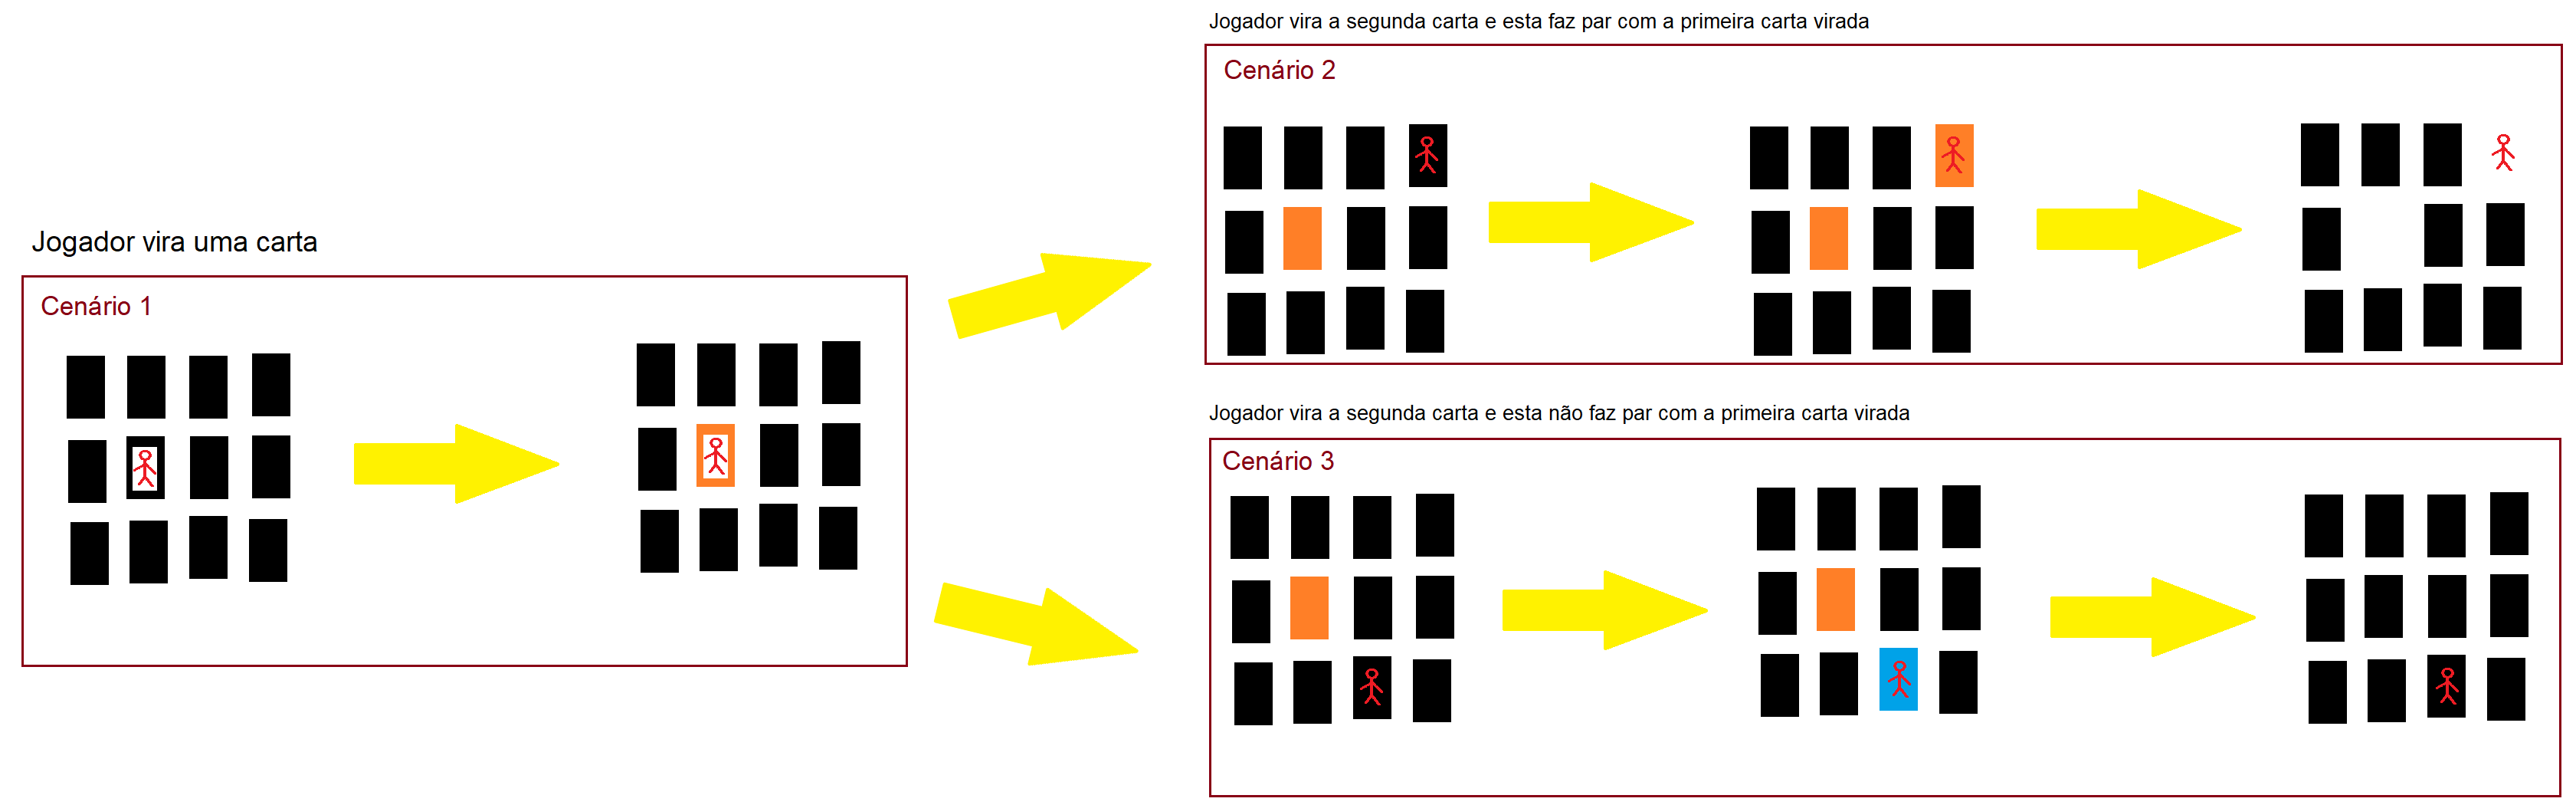 Jogador vira uma carta
Cenário 1
Jogador vira a segunda carta e esta faz par com a primeira carta virada
Cenário 2
Jogador vira a segunda carta e esta não faz par com a primeira carta virada
Cenário 3